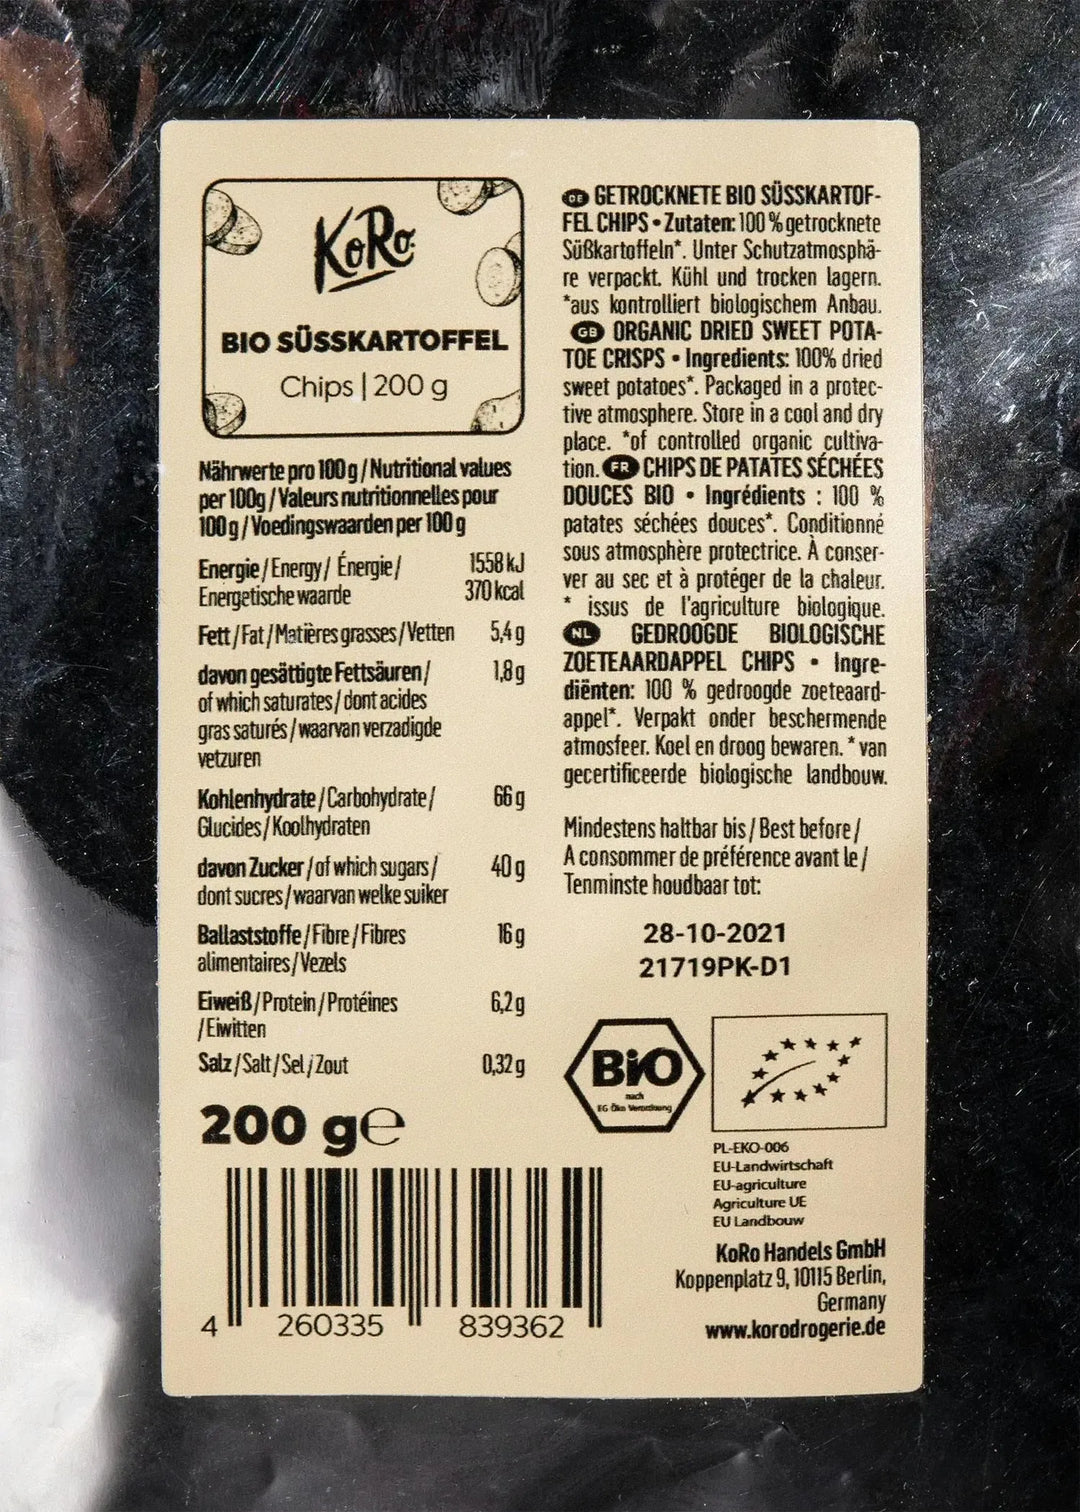 KoRo
BIO SÜSSKARTOFFEL
Chips | 200 g
Nährwerte pro 100 g / Nutritional values
per 100g / Valeurs nutritionnelles pour
100 g / Voedingswaarden per 100 g
Energie / Energy / Énergie / 1558 kJ
Energetische waarde 370 kcal
Fett / Fat / Matières grasses / Vetten 5,4 g
davon gesättigte Fettsäuren / 1,8 g
of which saturates / dont acides
gras saturés / waarvan verzadigde
vetzuren
Kohlenhydrate / Carbohydrate / 66 g
Glucides / Koolhydraten
davon Zucker / of which sugars / 40 g
dont sucres / waarvan welke suiker
Ballaststoffe / Fibre / Fibres 16 g
alimentaires / Vezels
Eiweiß / Protein / Protéines 6,2 g
/ Eiwitten
Salz / Salt / Sel / Zout 0,32 g
200 g e
4 260335 839362
DE GETROCKNETE BIO SÜSSKARTOF-
FEL CHIPS • Zutaten: 100 % getrocknete
Süßkartoffeln*. Unter Schutzatmosphä-
re verpackt. Kühl und trocken lagern.
*aus kontrolliert biologischem Anbau.
GB ORGANIC DRIED SWEET POTA-
TOE CRISPS • Ingredients: 100% dried
sweet potatoes*. Packaged in a protec-
tive atmosphere. Store in a cool and dry
place. *of controlled organic cultiva-
tion. FR CHIPS DE PATATES SÉCHÉES
DOUCES BIO • Ingrédients : 100 %
patates séchées douces*. Conditionné
sous atmosphère protectrice. À conser-
ver au sec et à protéger de la chaleur.
* issus de l'agriculture biologique.
NL GEDROOGDE BIOLOGISCHE
ZOETEAARDAPPEL CHIPS • Ingre-
diënten: 100 % gedroogde zoeteaard-
appel*. Verpakt onder beschermende
atmosfeer. Koel en droog bewaren. * van
gecertificeerde biologische landbouw.
Mindestens haltbar bis / Best before /
A consommer de préférence avant le /
Tenminste houdbaar tot:
28-10-2021
21719PK-D1
BIO
nach
EG Öko Verordnung
PL-EKO-006
EU-Landwirtschaft
EU-agriculture
Agriculture UE
EU Landbouw
KoRo Handels GmbH
Koppenplatz 9, 10115 Berlin,
Germany
www.korodrogerie.de